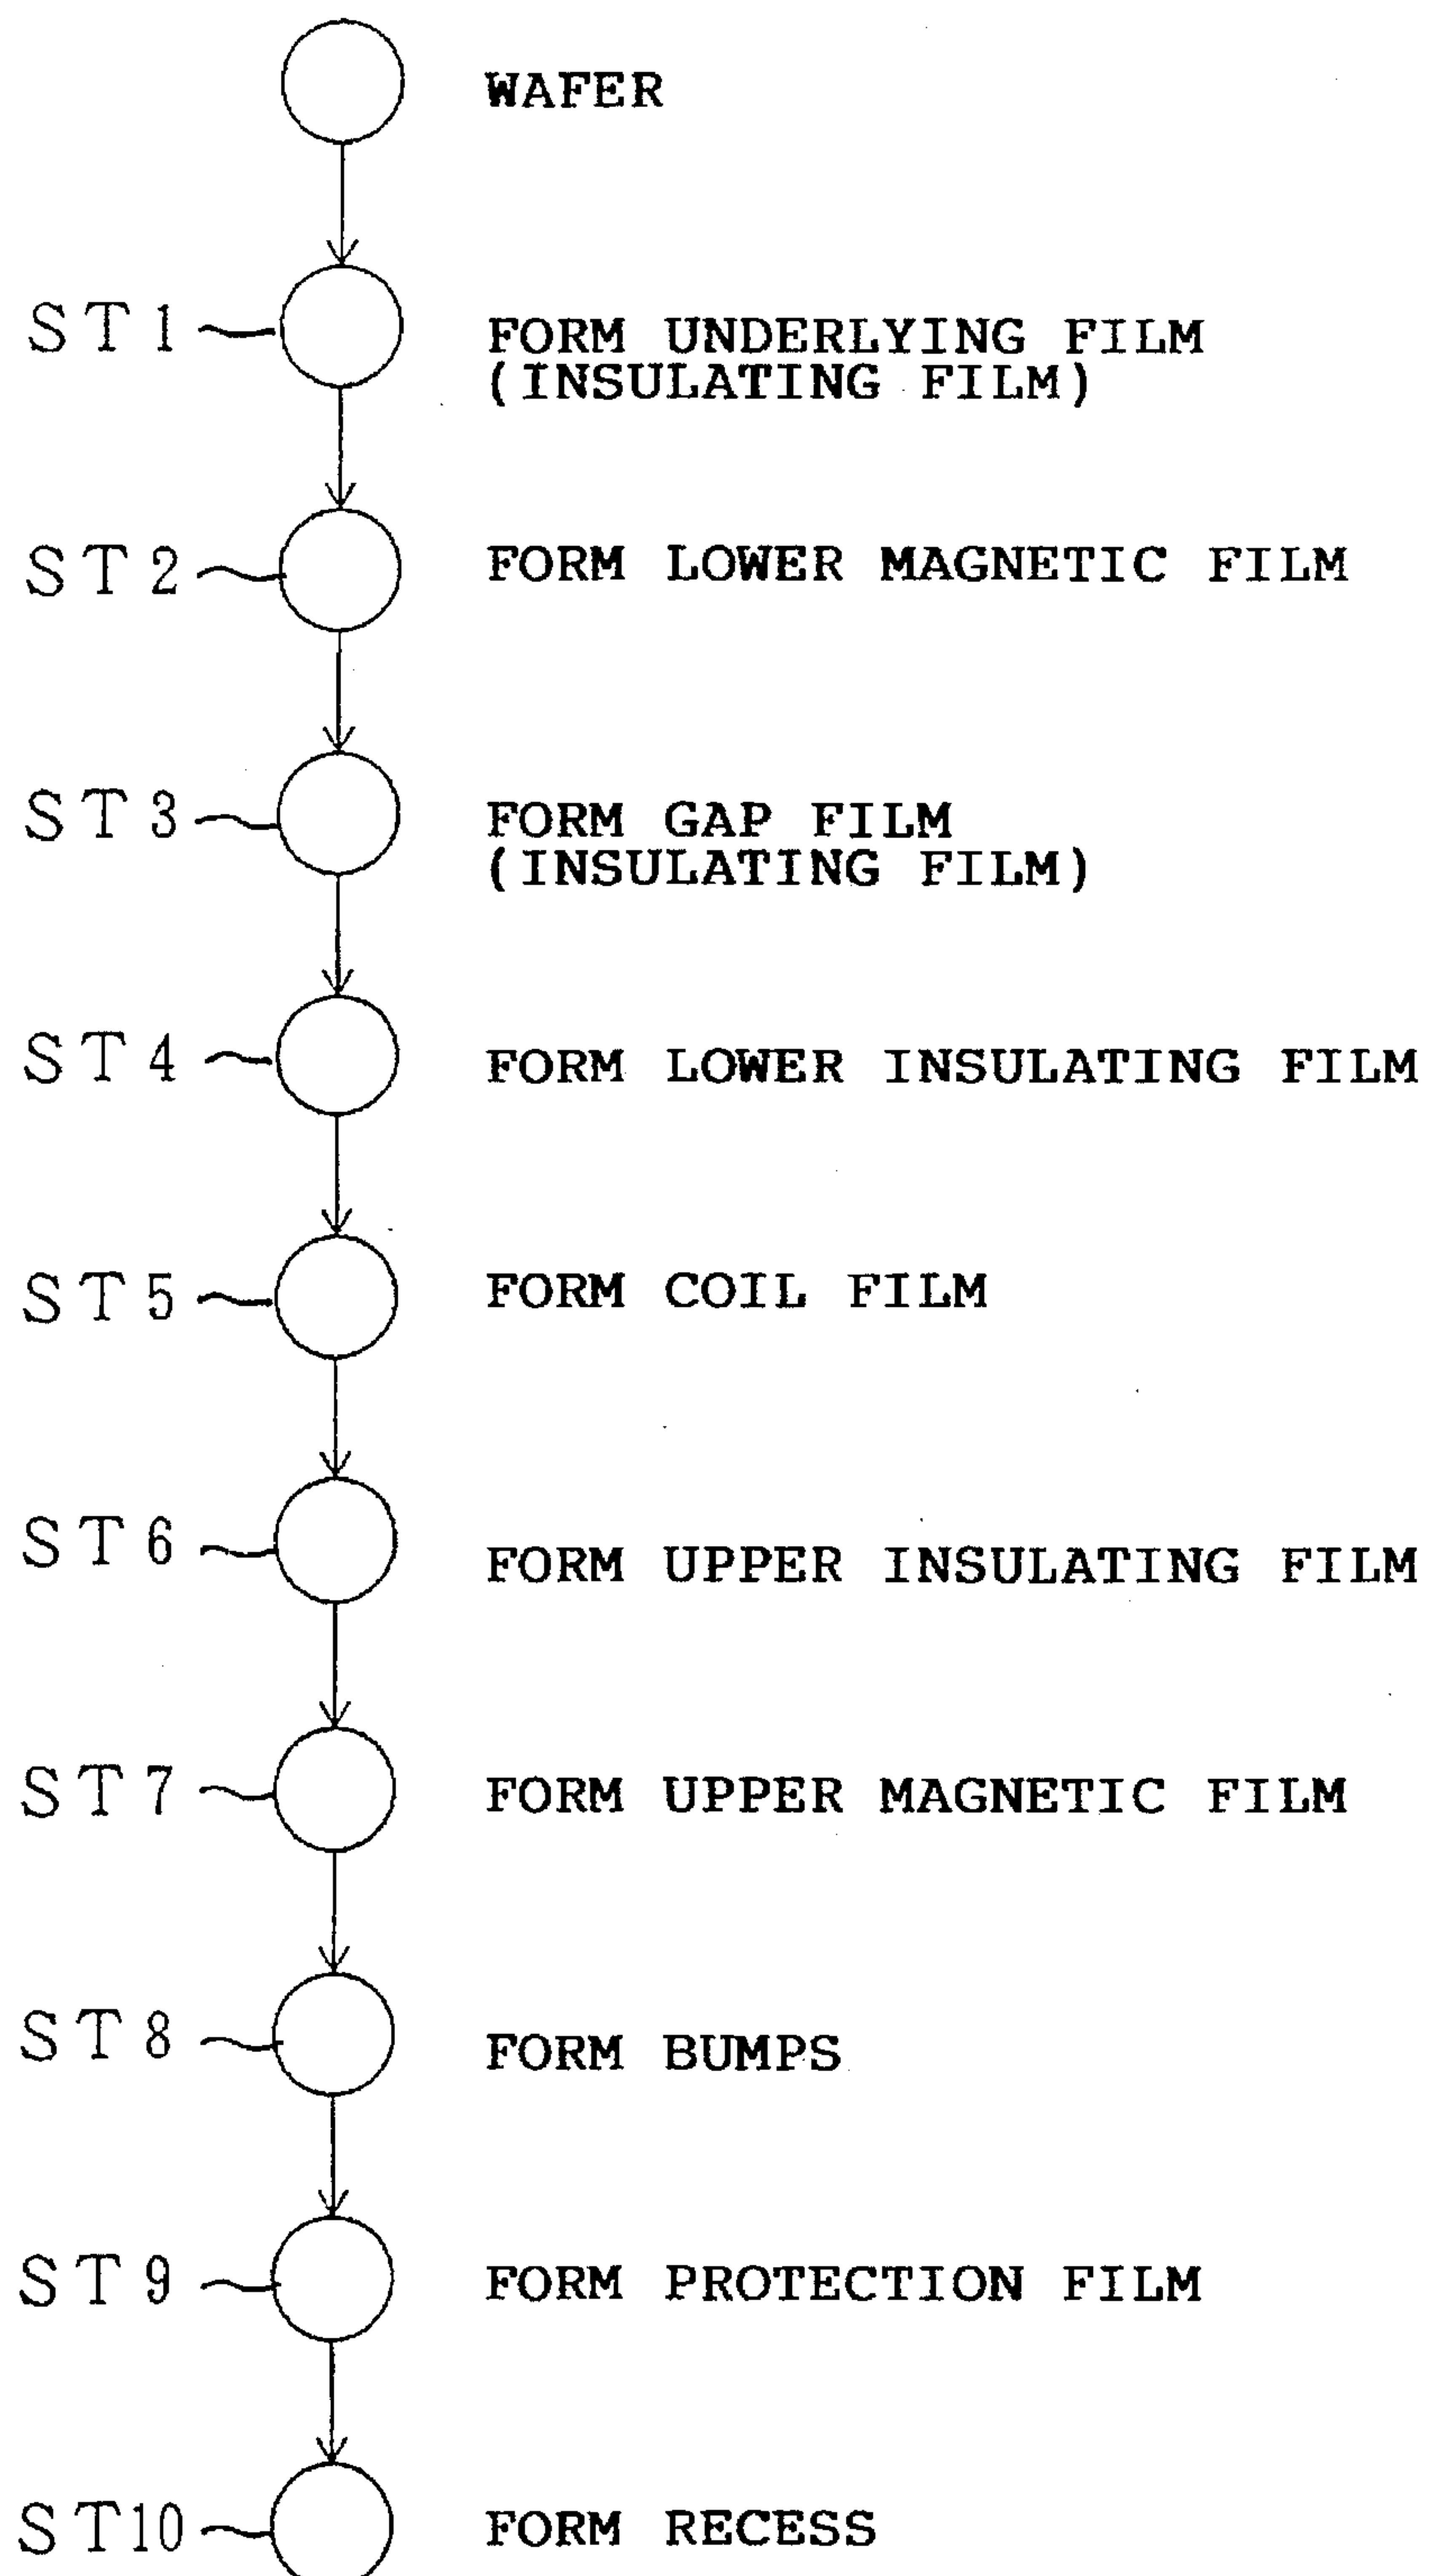 WAFER
ST1 FORM UNDERLYING FILM
(INSULATING FILM)
ST2 FORM LOWER MAGNETIC FILM
ST3 FORM GAP FILM
(INSULATING FILM)
ST4 FORM LOWER INSULATING FILM
ST5 FORM COIL FILM
ST6 FORM UPPER INSULATING FILM
ST7 FORM UPPER MAGNETIC FILM
ST8 FORM BUMPS
ST9 FORM PROTECTION FILM
ST10 FORM RECESS